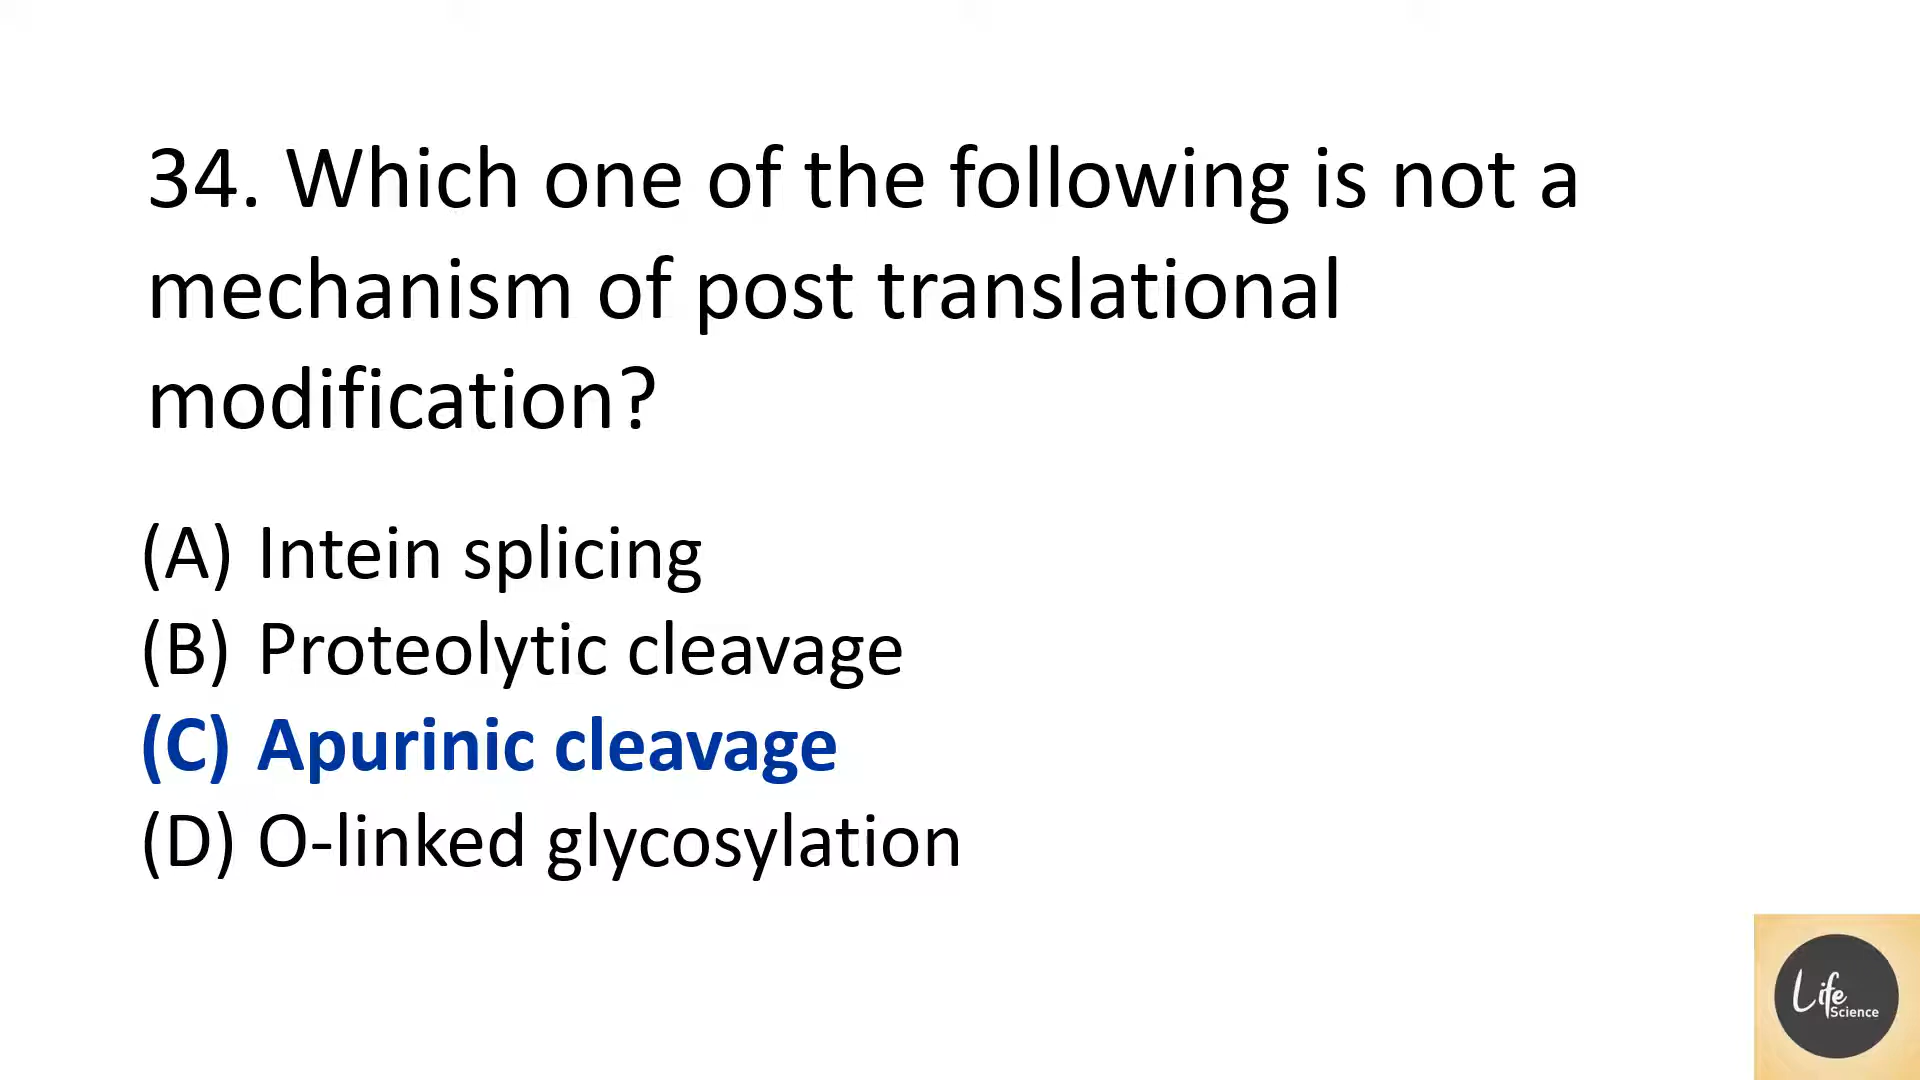 34. Which one of the following is not a
mechanism of post translational
modification?
(A) Intein splicing
(B) Proteolytic cleavage
(C) Apurinic cleavage
(D) O-linked glycosylation
Life
Science